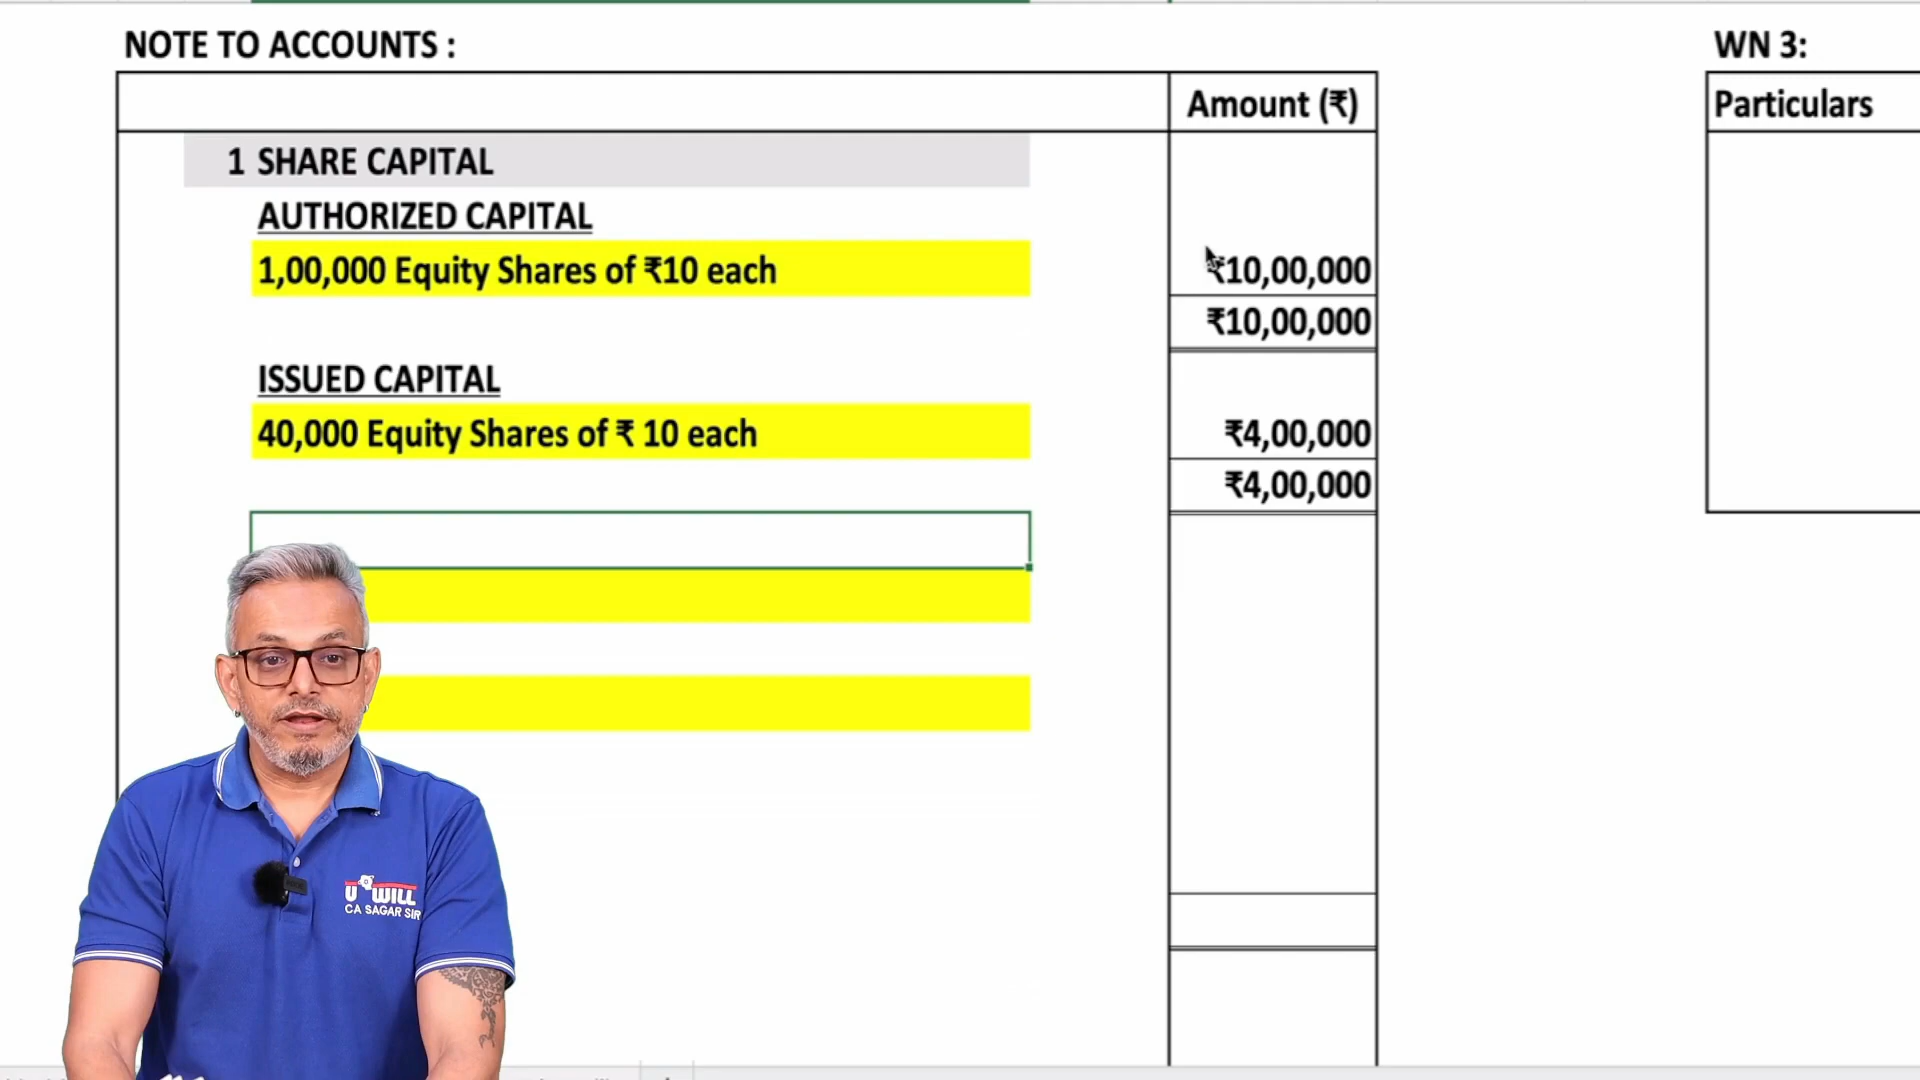 NOTE TO ACCOUNTS :
WN 3:
Amount (₹)
Particulars
1 SHARE CAPITAL
AUTHORIZED CAPITAL
1,00,000 Equity Shares of ₹10 each
₹10,00,000
₹10,00,000
ISSUED CAPITAL
40,000 Equity Shares of ₹ 10 each
₹4,00,000
₹4,00,000
U WILL
CA SAGAR SIR